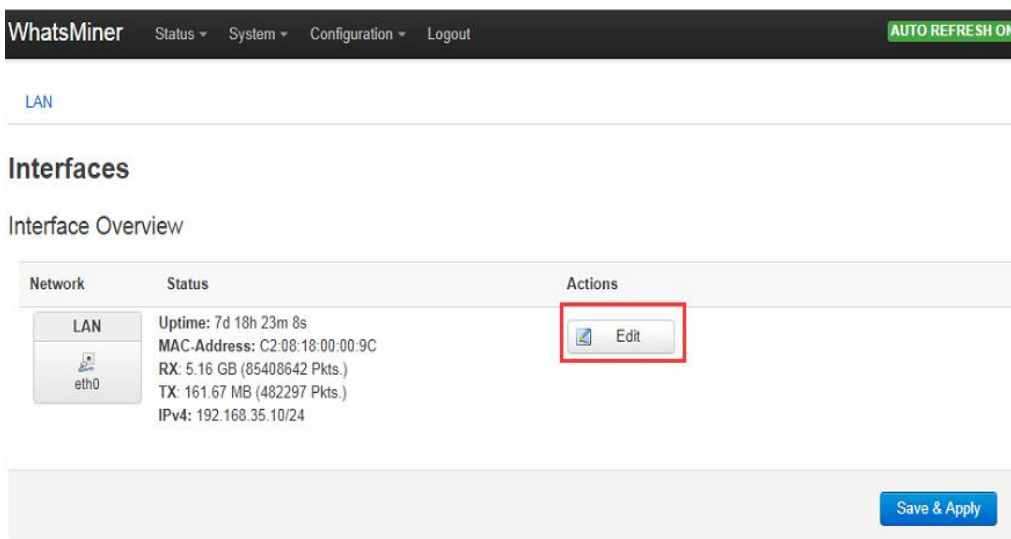 WhatsMiner Status System Configuration Logout AUTO REFRESH ON
LAN
Interfaces
Interface Overview
Network Status Actions
LAN
eth0
Uptime: 7d 18h 23m 8s
MAC-Address: C2:08:18:00:00:9C
RX: 5.16 GB (85408642 Pkts.)
TX: 161.67 MB (482297 Pkts.)
IPv4: 192.168.35.10/24
Edit
Save & Apply